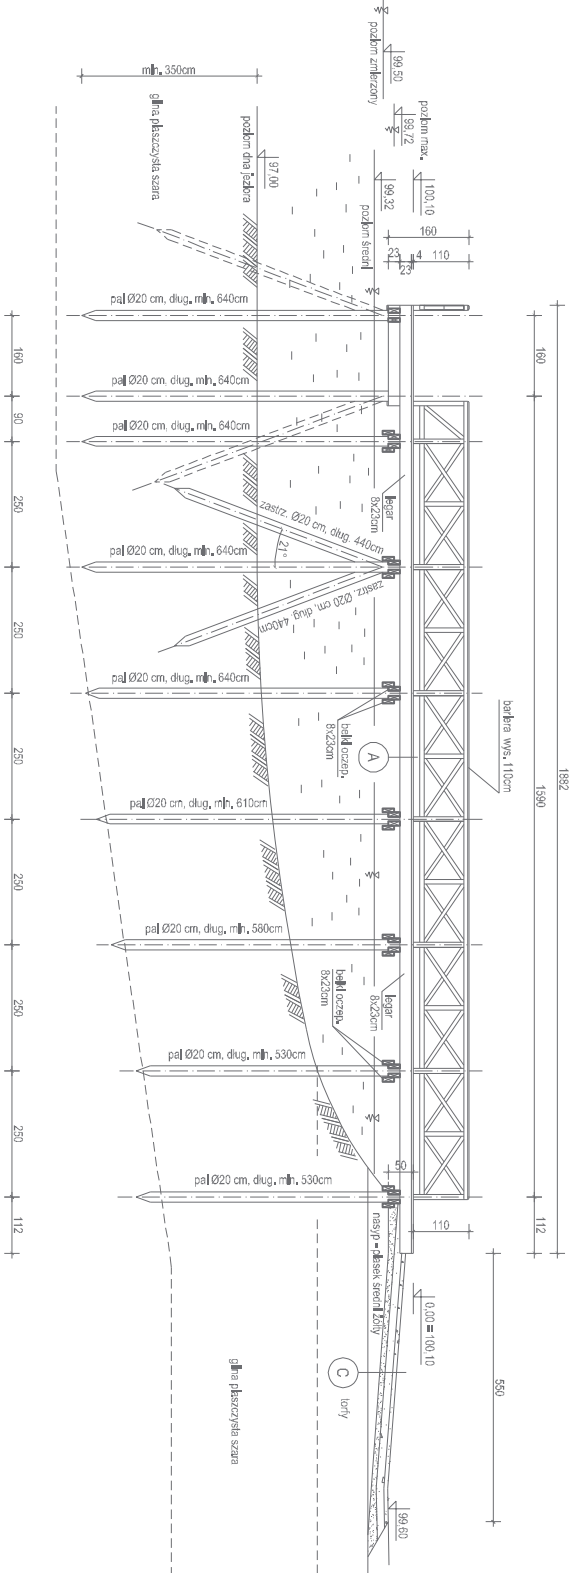 99,50
poziom zmierzony
poziom max.
99,72
100,10
99,32
poziom średni
97,00
poziom dna jeziora
min. 350cm
glina piaszczysta szara
160
110
4
23
23
pal Ø20 cm, dług. min. 640cm
pal Ø20 cm, dług. min. 640cm
pal Ø20 cm, dług. min. 640cm
zastrz. Ø20 cm, dług. 440cm
21°
pal Ø20 cm, dług. min. 640cm
zastrz. Ø20 cm, dług. 440cm
pal Ø20 cm, dług. min. 640cm
pal Ø20 cm, dług. min. 610cm
pal Ø20 cm, dług. min. 580cm
pal Ø20 cm, dług. min. 530cm
pal Ø20 cm, dług. min. 530cm
legar
8x23cm
belki oczep.
8x23cm
A
bariera wys. 110cm
legar
8x23cm
belki oczep.
8x23cm
1882
160
1590
112
160
90
250
250
250
250
250
250
112
50
110
nasyp - piasek średni żółty
0,00 = 100,10
550
C
torfy
99,60
glina piaszczysta szara